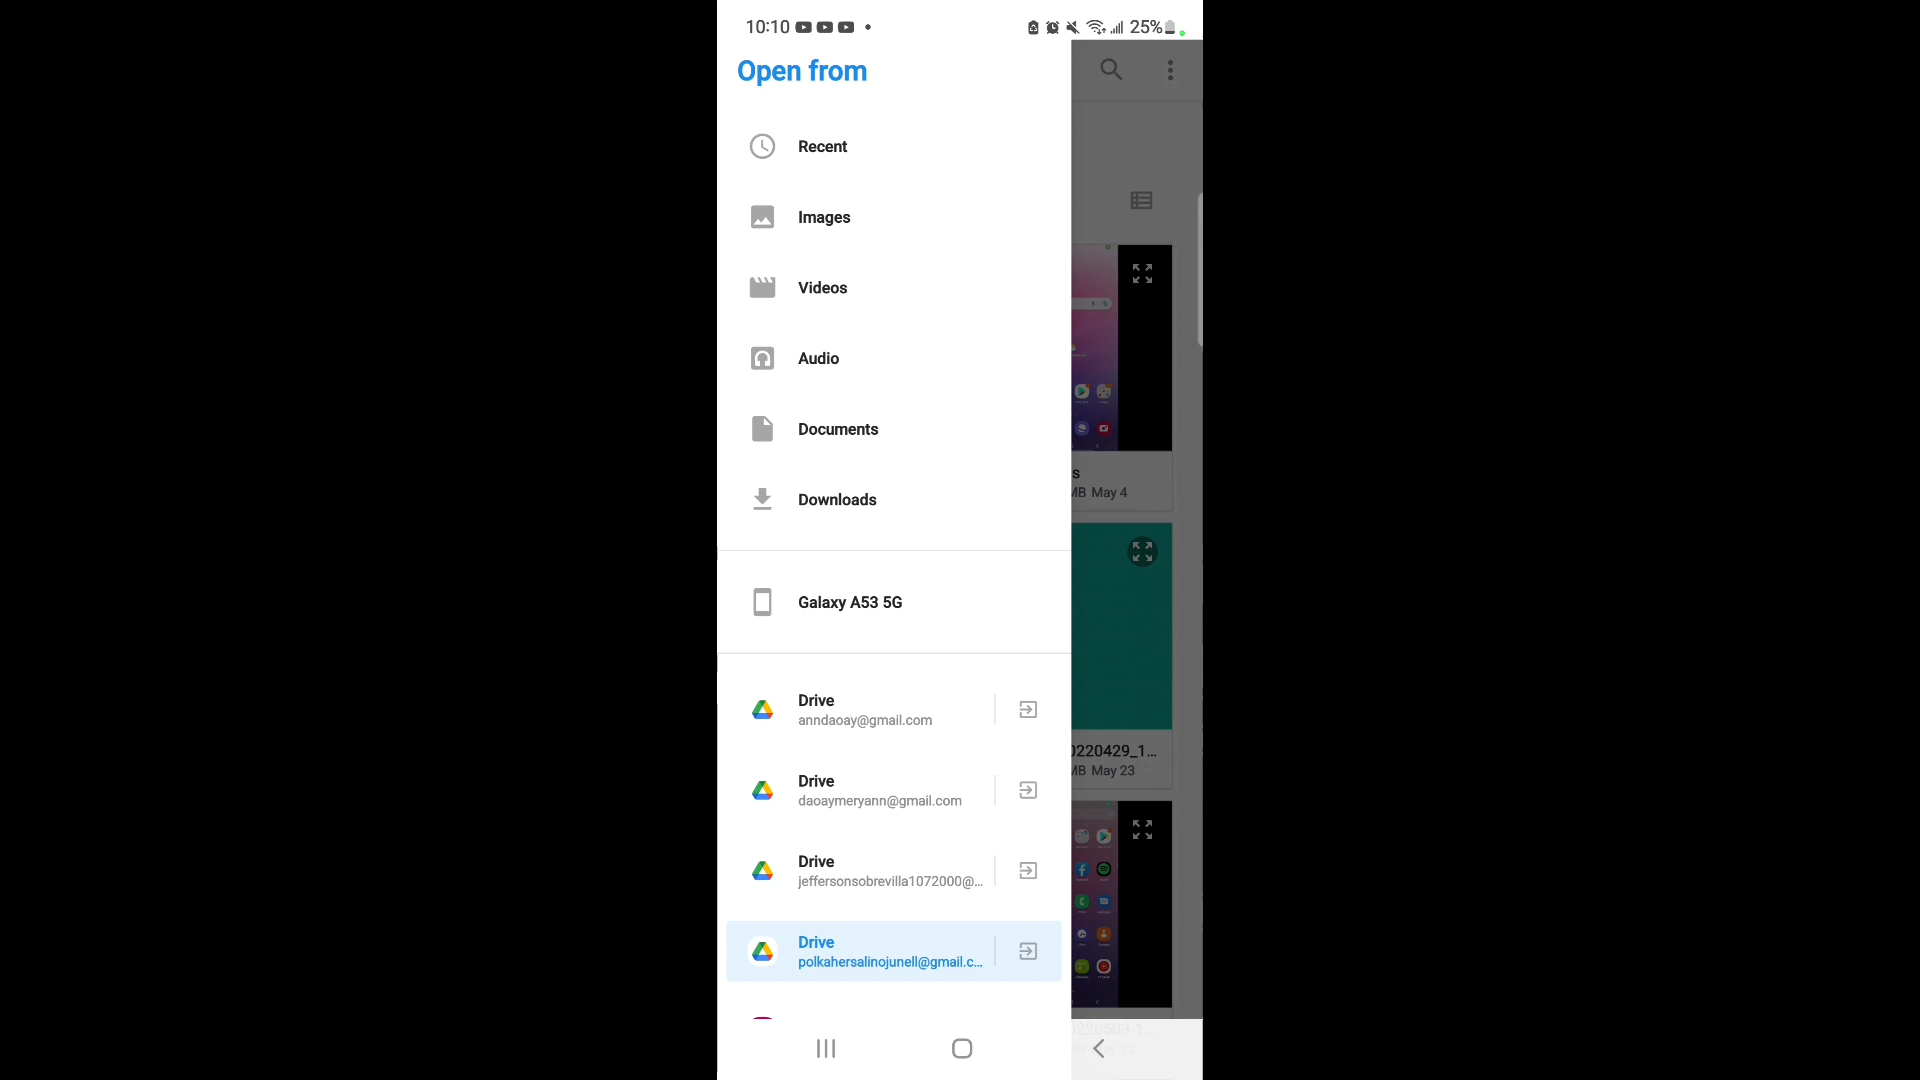 10:10
25%
Open from
Recent
Images
Videos
Audio
Documents
Downloads
Galaxy A53 5G
Drive
anndaoay@gmail.com
Drive
daoaymeryann@gmail.com
Drive
jeffersonsobrevilla1072000@...
Drive
polkahersalinojunell@gmail.c...
s
MB May 4
0220429_1...
MB May 23